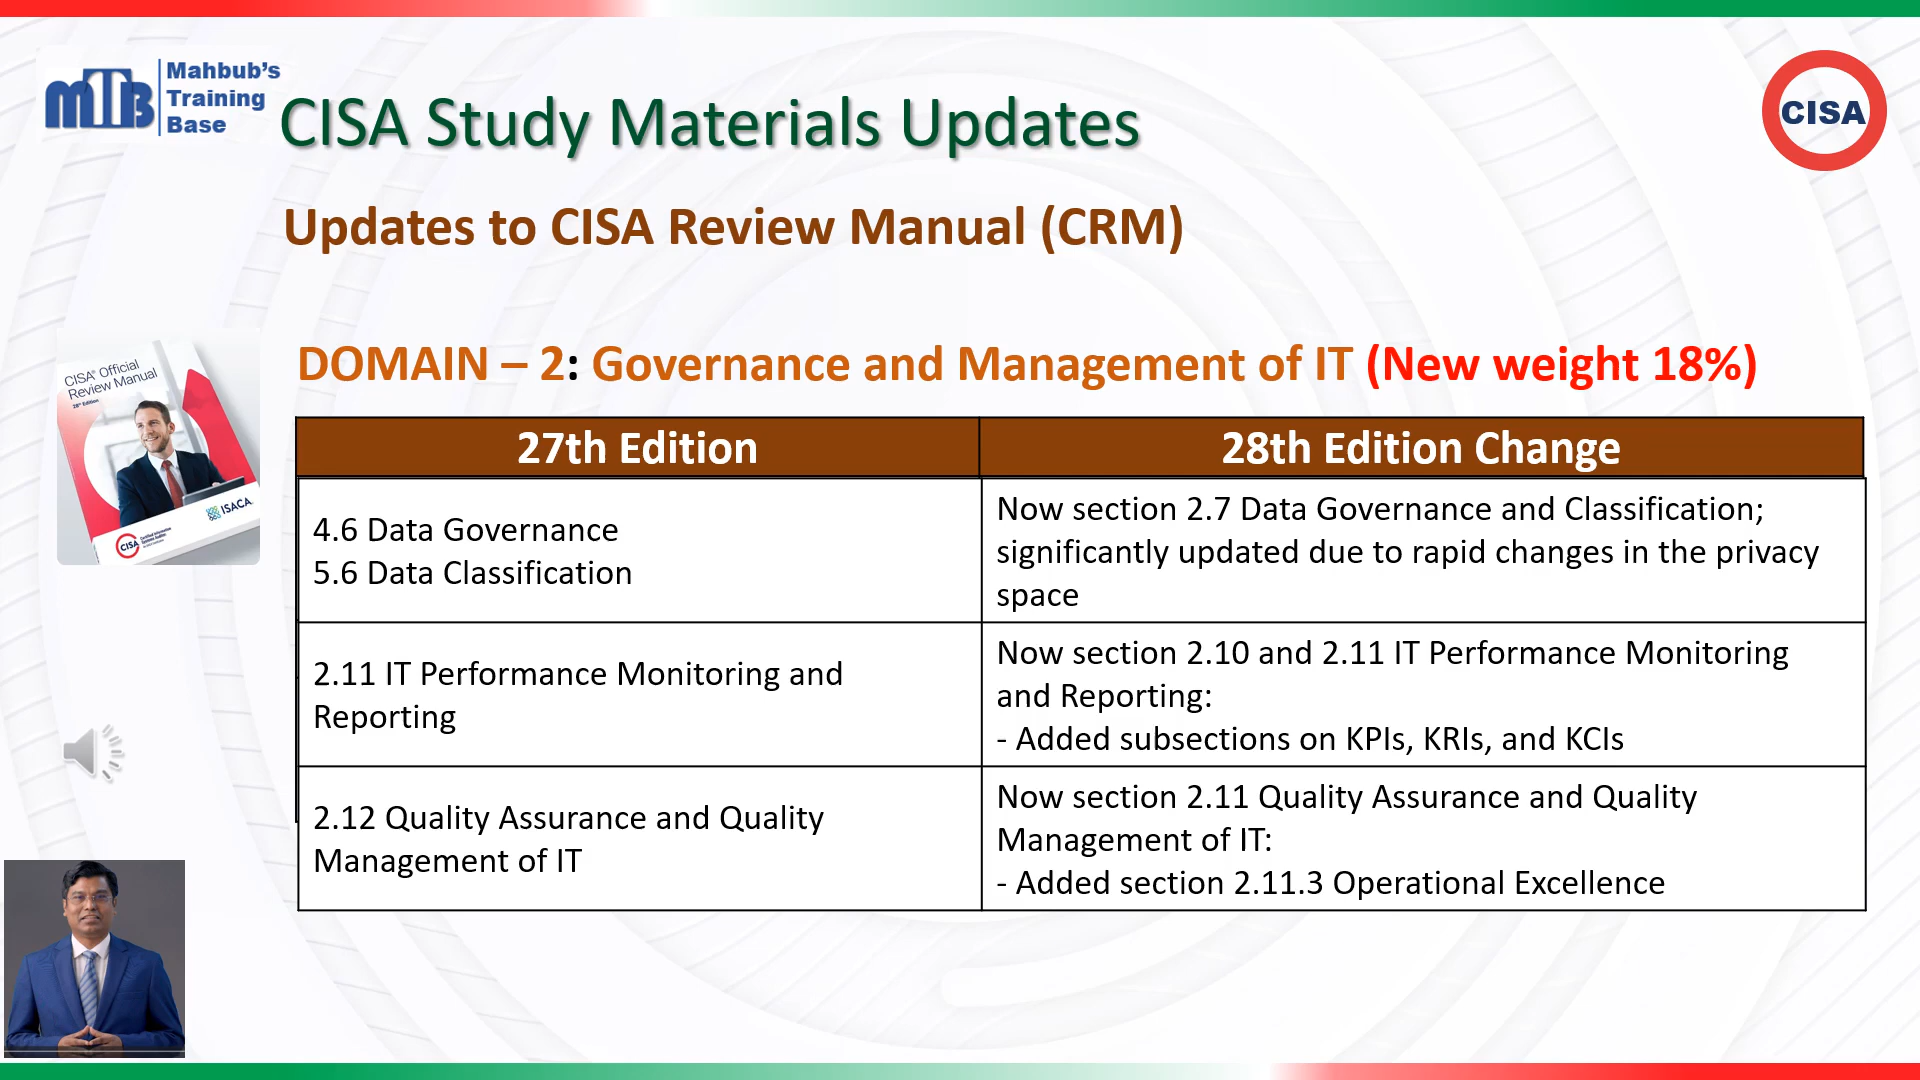 mTB
Mahbub's
Training
Base
CISA Study Materials Updates
CISA
Updates to CISA Review Manual (CRM)
DOMAIN – 2: Governance and Management of IT (New weight 18%)
CISA® Official
Review Manual
28th Edition
ISACA
CISA
27th Edition
28th Edition Change
4.6 Data Governance
5.6 Data Classification
Now section 2.7 Data Governance and Classification;
significantly updated due to rapid changes in the privacy
space
2.11 IT Performance Monitoring and
Reporting
Now section 2.10 and 2.11 IT Performance Monitoring
and Reporting:
- Added subsections on KPIs, KRIs, and KCIs
2.12 Quality Assurance and Quality
Management of IT
Now section 2.11 Quality Assurance and Quality
Management of IT:
- Added section 2.11.3 Operational Excellence